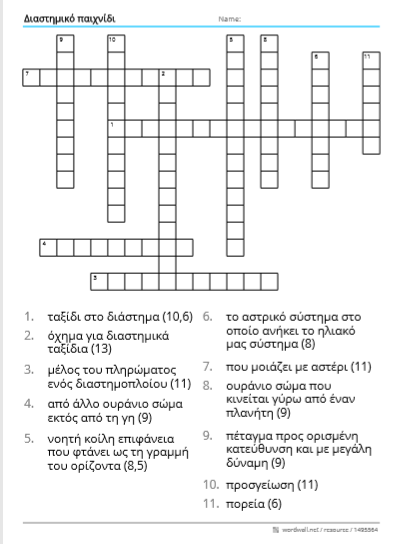 Διαστημικό παιχνίδι
Name:
9
10
5
8
6
11
7
2
1
4
3
1. ταξίδι στο διάστημα (10,6)
2. όχημα για διαστημικά
ταξίδια (13)
3. μέλος του πληρώματος
ενός διαστημοπλοίου (11)
4. από άλλο ουράνιο σώμα
εκτός από τη γη (9)
5. νοητή κοίλη επιφάνεια
που φτάνει ως τη γραμμή
του ορίζοντα (8,5)
6. το αστρικό σύστημα στο
οποίο ανήκει το ηλιακό
μας σύστημα (8)
7. που μοιάζει με αστέρι (11)
8. ουράνιο σώμα που
κινείται γύρω από έναν
πλανήτη (9)
9. πέταγμα προς ορισμένη
κατεύθυνση και με μεγάλη
δύναμη (9)
10. προσγείωση (11)
11. πορεία (6)
wordwall.net / resource / 1495564